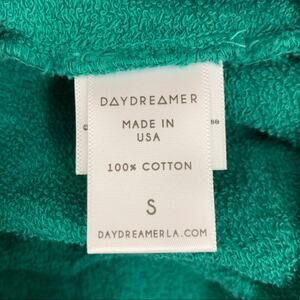 DAYDREAMER
MADE IN
USA
100% COTTON
S
DAYDREAMERLA.COM